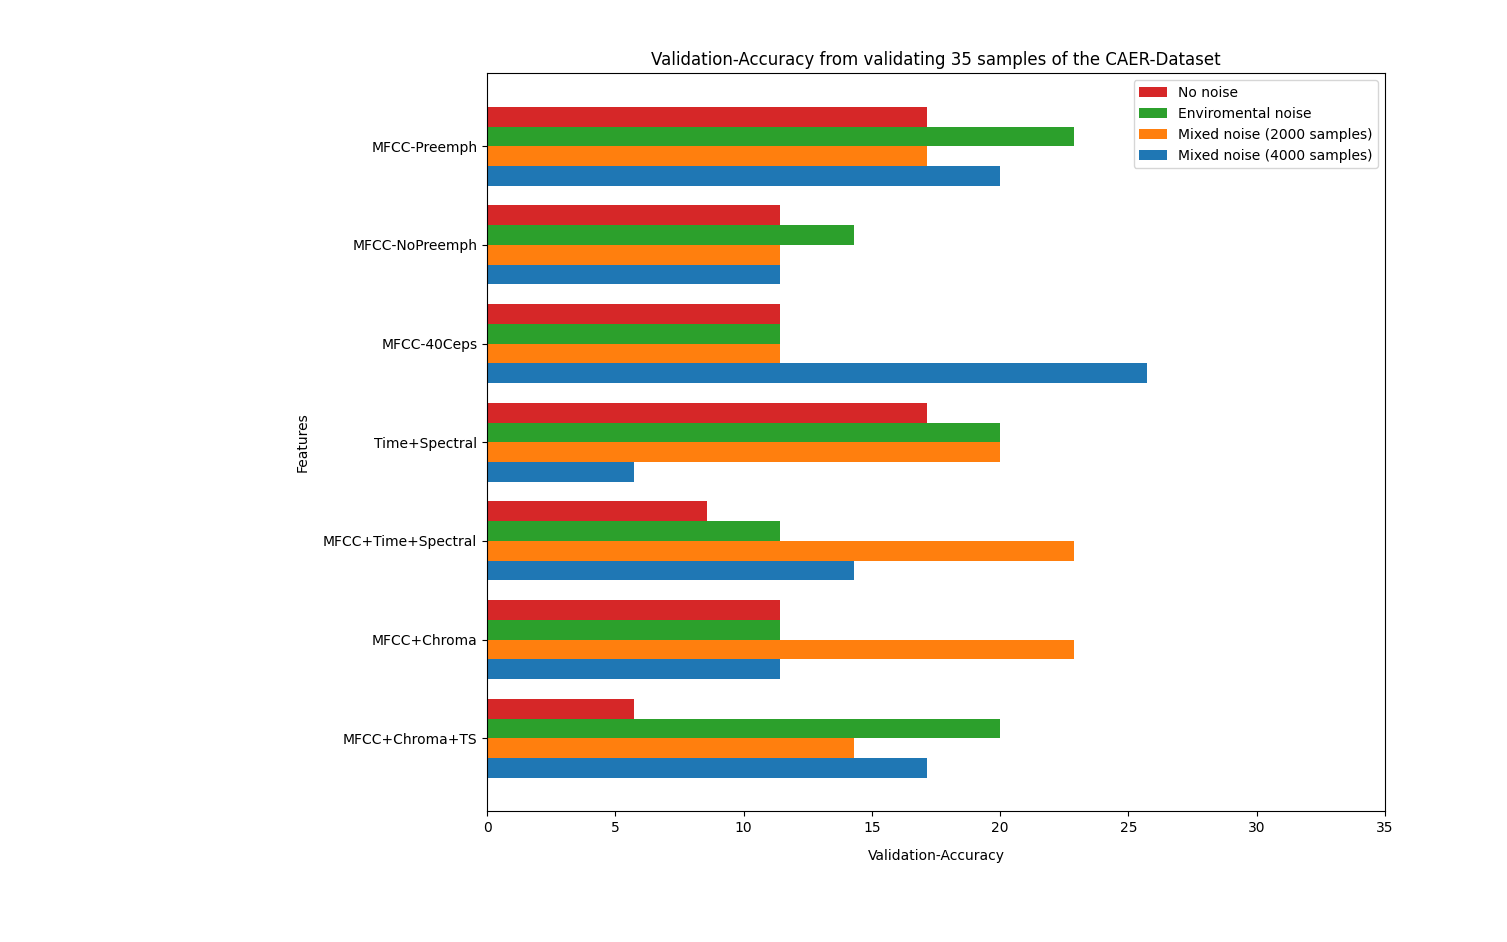 Validation-Accuracy from validating 35 samples of the CAER-Dataset
No noise
Enviromental noise
Mixed noise (2000 samples)
Mixed noise (4000 samples)
MFCC-Preemph
MFCC-NoPreemph
MFCC-40Ceps
Time+Spectral
MFCC+Time+Spectral
MFCC+Chroma
MFCC+Chroma+TS
Features
0 5 10 15 20 25 30 35
Validation-Accuracy